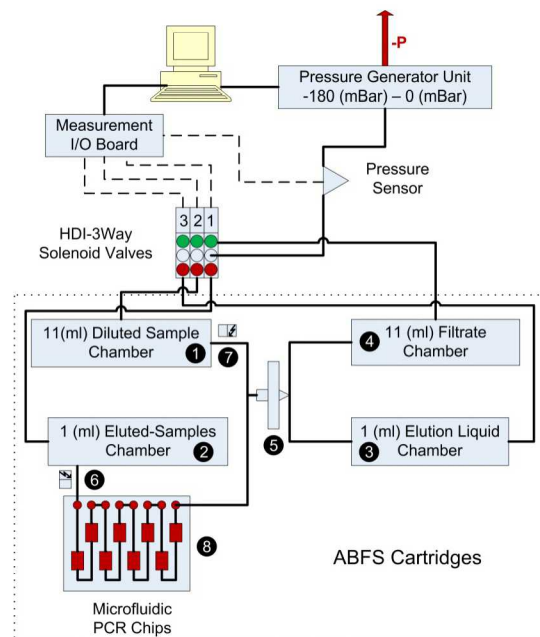 -P
Pressure Generator Unit
-180 (mBar) – 0 (mBar)
Measurement
I/O Board
Pressure
Sensor
3 2 1
HDI-3Way
Solenoid Valves
11(ml) Diluted Sample
Chamber
1
7
11 (ml) Filtrate
Chamber
4
5
1 (ml) Eluted-Samples
Chamber
2
1 (ml) Elution Liquid
Chamber
3
6
8
ABFS Cartridges
Microfluidic
PCR Chips